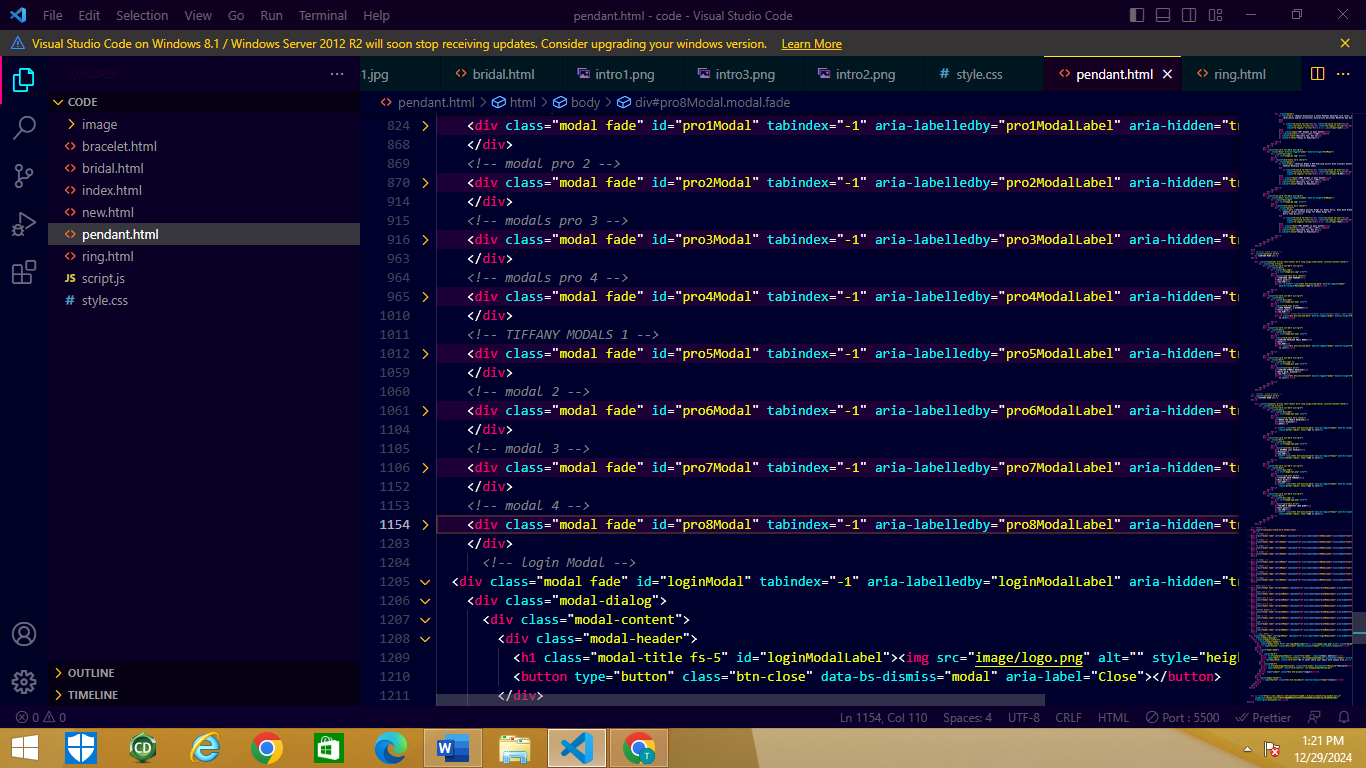 File Edit Selection View Go Run Terminal Help pendant.html - code - Visual Studio Code
Visual Studio Code on Windows 8.1 / Windows Server 2012 R2 will soon stop receiving updates. Consider upgrading your windows version. Learn More
EXPLORER
1.jpg bridal.html intro1.png intro3.png intro2.png # style.css pendant.html ring.html
CODE
pendant.html > html > body > div#pro8Modal.modal.fade
image
bracelet.html
bridal.html
index.html
new.html
pendant.html
ring.html
JS script.js
# style.css
824 <div class="modal fade" id="pro1Modal" tabindex="-1" aria-labelledby="pro1ModalLabel" aria-hidden="tr
868 </div>
869 <!-- modal pro 2 -->
870 <div class="modal fade" id="pro2Modal" tabindex="-1" aria-labelledby="pro2ModalLabel" aria-hidden="tr
914 </div>
915 <!-- modals pro 3 -->
916 <div class="modal fade" id="pro3Modal" tabindex="-1" aria-labelledby="pro3ModalLabel" aria-hidden="tr
963 </div>
964 <!-- modals pro 4 -->
965 <div class="modal fade" id="pro4Modal" tabindex="-1" aria-labelledby="pro4ModalLabel" aria-hidden="tr
1010 </div>
1011 <!-- TIFFANY MODALS 1 -->
1012 <div class="modal fade" id="pro5Modal" tabindex="-1" aria-labelledby="pro5ModalLabel" aria-hidden="tr
1059 </div>
1060 <!-- modal 2 -->
1061 <div class="modal fade" id="pro6Modal" tabindex="-1" aria-labelledby="pro6ModalLabel" aria-hidden="tr
1104 </div>
1105 <!-- modal 3 -->
1106 <div class="modal fade" id="pro7Modal" tabindex="-1" aria-labelledby="pro7ModalLabel" aria-hidden="tr
1152 </div>
1153 <!-- modal 4 -->
1154 <div class="modal fade" id="pro8Modal" tabindex="-1" aria-labelledby="pro8ModalLabel" aria-hidden="tr
1203 </div>
1204 <!-- login Modal -->
1205 <div class="modal fade" id="loginModal" tabindex="-1" aria-labelledby="loginModalLabel" aria-hidden="tr
1206 <div class="modal-dialog">
1207 <div class="modal-content">
1208 <div class="modal-header">
1209 <h1 class="modal-title fs-5" id="loginModalLabel"><img src="image/logo.png" alt="" style="heig
1210 <button type="button" class="btn-close" data-bs-dismiss="modal" aria-label="Close"></button>
1211 </div>
OUTLINE
TIMELINE
0 0 Ln 1154, Col 110 Spaces: 4 UTF-8 CRLF HTML Port : 5500 Prettier
CD
1:21 PM
12/29/2024